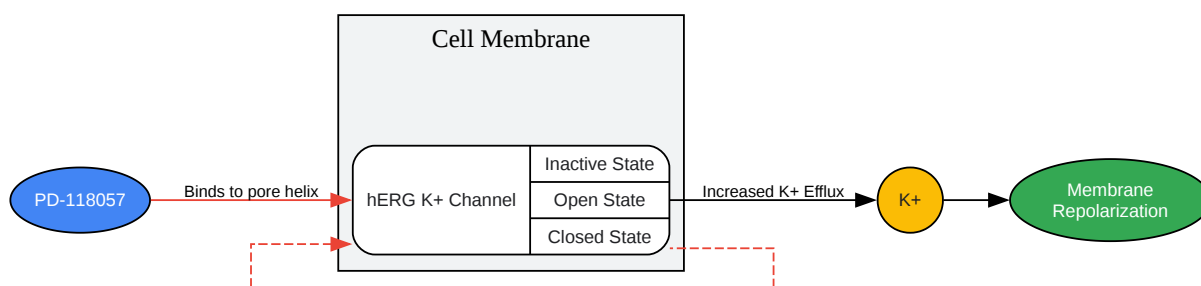 Cell Membrane
PD-118057
Binds to pore helix
hERG K+ Channel
Inactive State
Open State
Closed State
Increased K+ Efflux
K+
Membrane
Repolarization